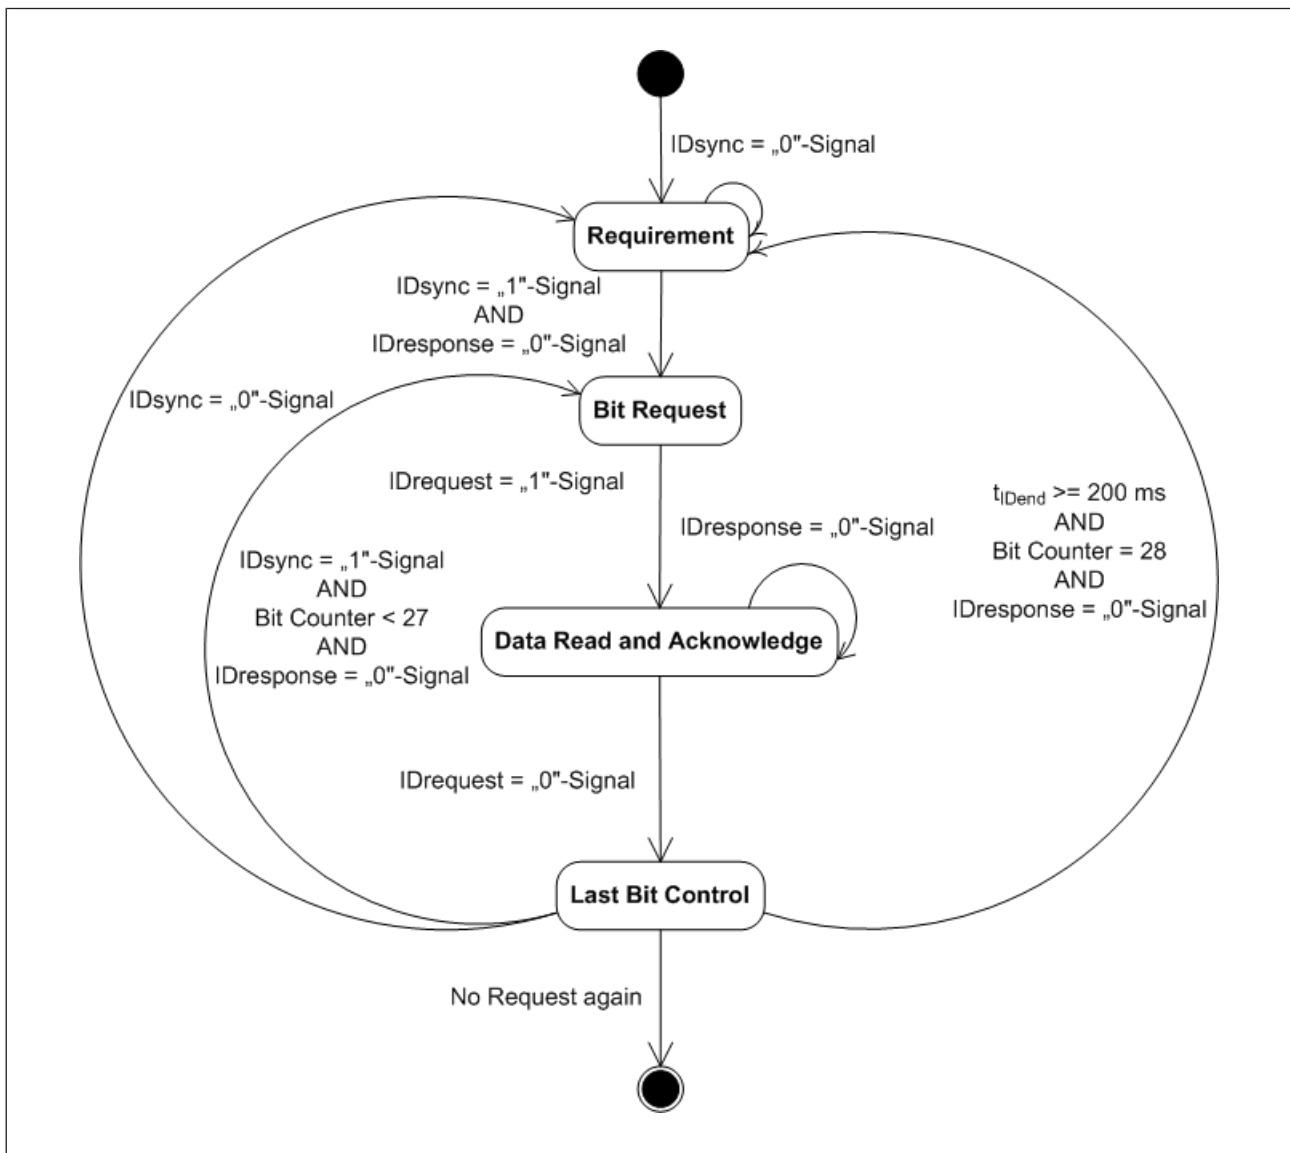 IDsync = „0"-Signal
Requirement
IDsync = „1"-Signal
AND
IDresponse = „0"-Signal
IDsync = „0"-Signal
Bit Request
IDrequest = „1"-Signal
tIDend >= 200 ms
AND
Bit Counter = 28
AND
IDresponse = „0"-Signal
IDresponse = „0"-Signal
IDsync = „1"-Signal
AND
Bit Counter < 27
AND
IDresponse = „0"-Signal
Data Read and Acknowledge
IDrequest = „0"-Signal
Last Bit Control
No Request again